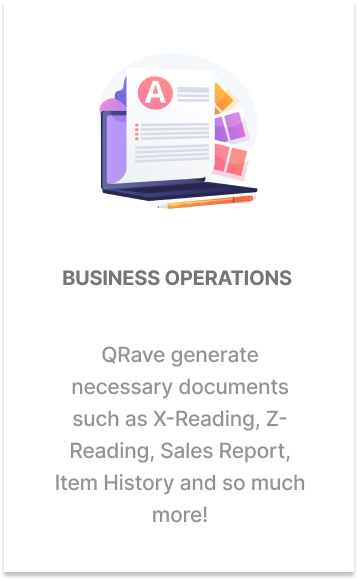 A
BUSINESS OPERATIONS
QRave generate
necessary documents
such as X-Reading, Z-
Reading, Sales Report,
Item History and so much
more!